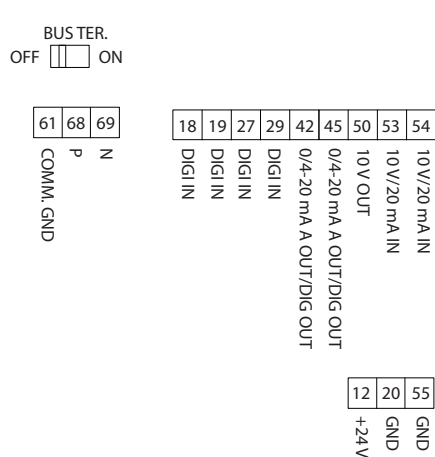 BUS TER.
OFF ON
61 68 69
COMM. GND
P
N
18 19 27 29 42 45 50 53 54
DIGI IN
DIGI IN
DIGI IN
DIGI IN
0/4-20 mA A OUT/DIG OUT
0/4-20 mA A OUT/DIG OUT
10 V OUT
10 V/20 mA IN
10 V/20 mA IN
12 20 55
+24 V
GND
GND